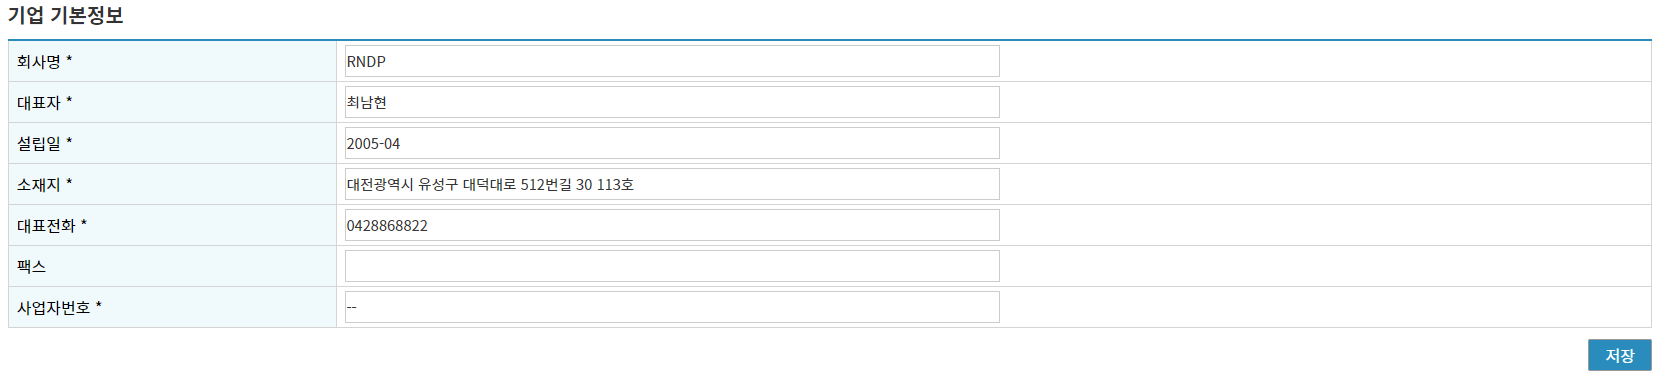 기업 기본정보
회사명 * RNDP
대표자 * 최남현
설립일 * 2005-04
소재지 * 대전광역시 유성구 대덕대로 512번길 30 113호
대표전화 * 0428868822
팩스
사업자번호 * --
저장